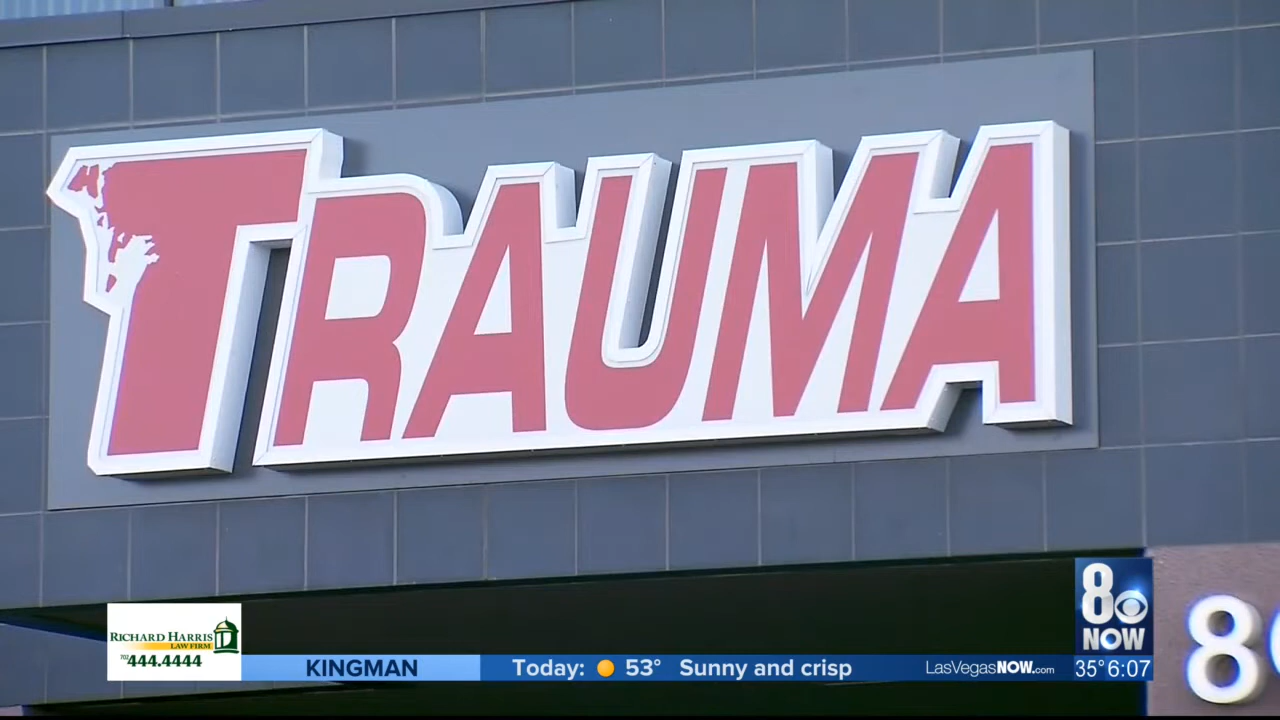 TRAUMA
8
NOW
8
RICHARD HARRIS
LAW FIRM
702 444.4444
KINGMAN
Today: 53° Sunny and crisp
LasVegasNOW.com
35° 6:07